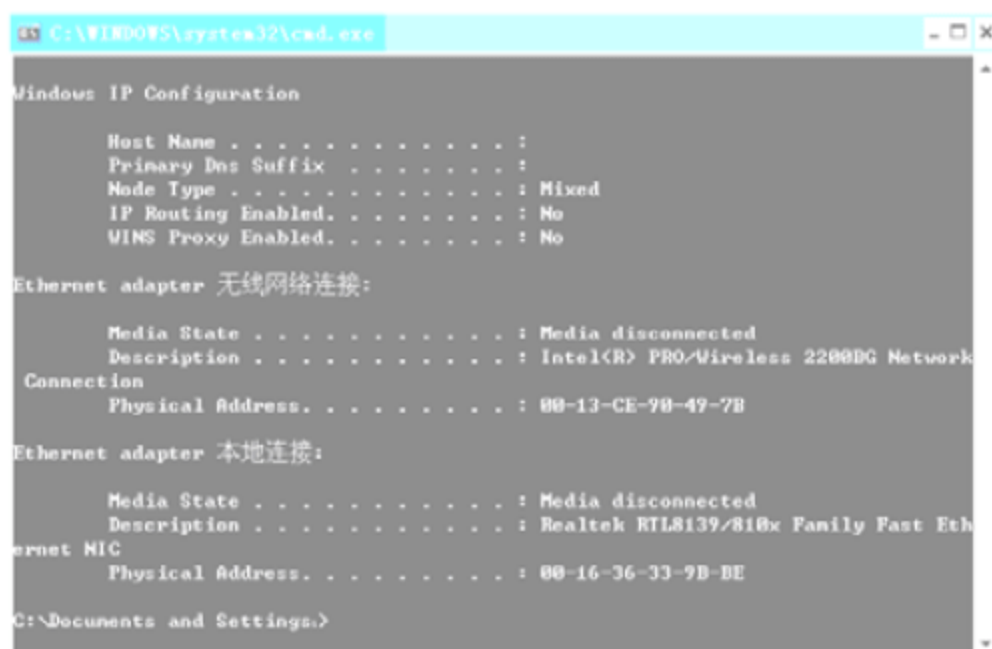 C:\WINDOWS\system32\cmd.exe
Windows IP Configuration
Host Name . . . . . . . . . . . . :
Primary Dns Suffix . . . . . . . :
Node Type . . . . . . . . . . . . : Mixed
IP Routing Enabled. . . . . . . . : No
WINS Proxy Enabled. . . . . . . . : No
Ethernet adapter 无线网络连接:
Media State . . . . . . . . . . . : Media disconnected
Description . . . . . . . . . . . : Intel(R) PRO/Wireless 2200BG Network
Connection
Physical Address. . . . . . . . . : 00-13-CE-90-49-7B
Ethernet adapter 本地连接:
Media State . . . . . . . . . . . : Media disconnected
Description . . . . . . . . . . . : Realtek RTL8139/810x Family Fast Eth
ernet NIC
Physical Address. . . . . . . . . : 00-16-36-33-9B-BE
C:\Documents and Settings>